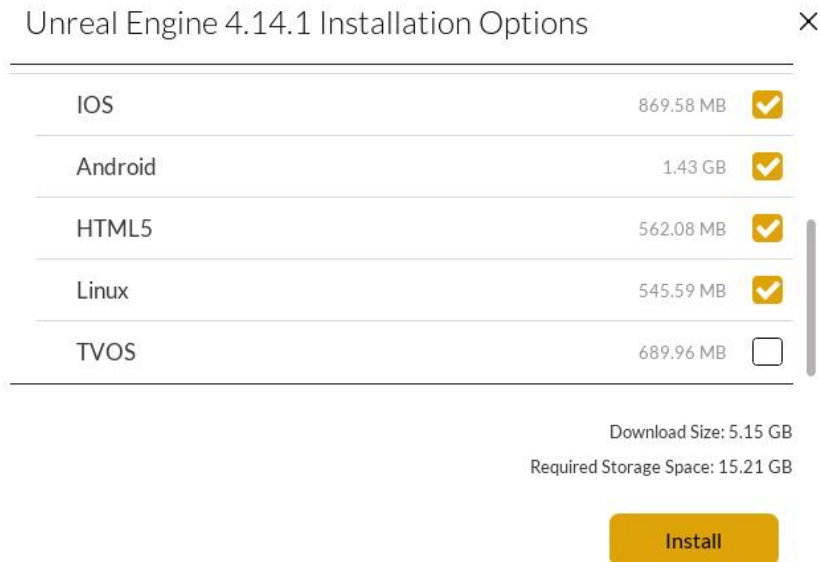 Unreal Engine 4.14.1 Installation Options
IOS 869.58 MB
Android 1.43 GB
HTML5 562.08 MB
Linux 545.59 MB
TVOS 689.96 MB
Download Size: 5.15 GB
Required Storage Space: 15.21 GB
Install